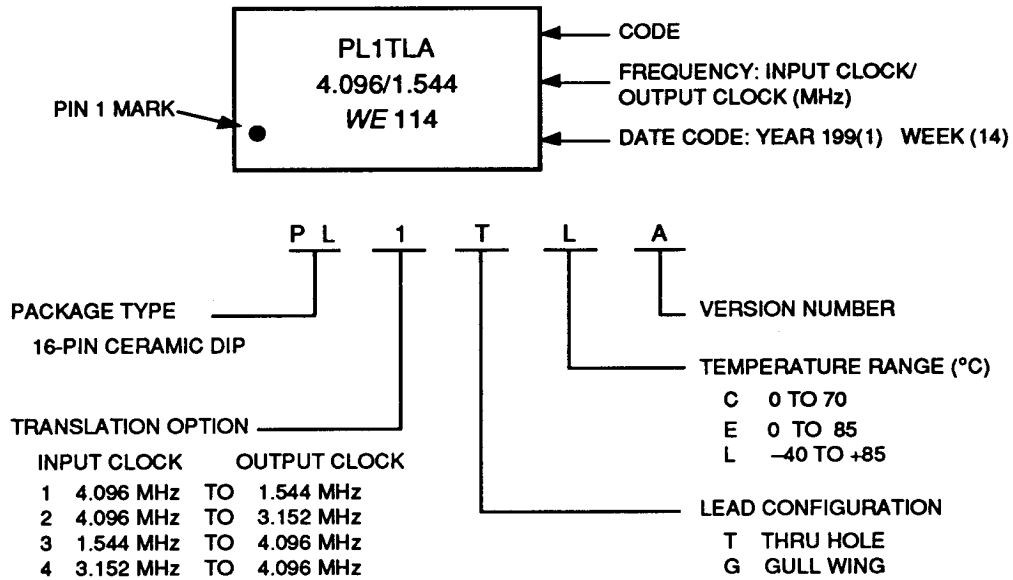 PL1TLA
4.096/1.544
WE 114
PIN 1 MARK
CODE
FREQUENCY: INPUT CLOCK/
OUTPUT CLOCK (MHz)
DATE CODE: YEAR 199(1) WEEK (14)
P L 1 T L A
PACKAGE TYPE
16-PIN CERAMIC DIP
TRANSLATION OPTION
INPUT CLOCK OUTPUT CLOCK
1 4.096 MHz TO 1.544 MHz
2 4.096 MHz TO 3.152 MHz
3 1.544 MHz TO 4.096 MHz
4 3.152 MHz TO 4.096 MHz
VERSION NUMBER
TEMPERATURE RANGE (°C)
C 0 TO 70
E 0 TO 85
L –40 TO +85
LEAD CONFIGURATION
T THRU HOLE
G GULL WING